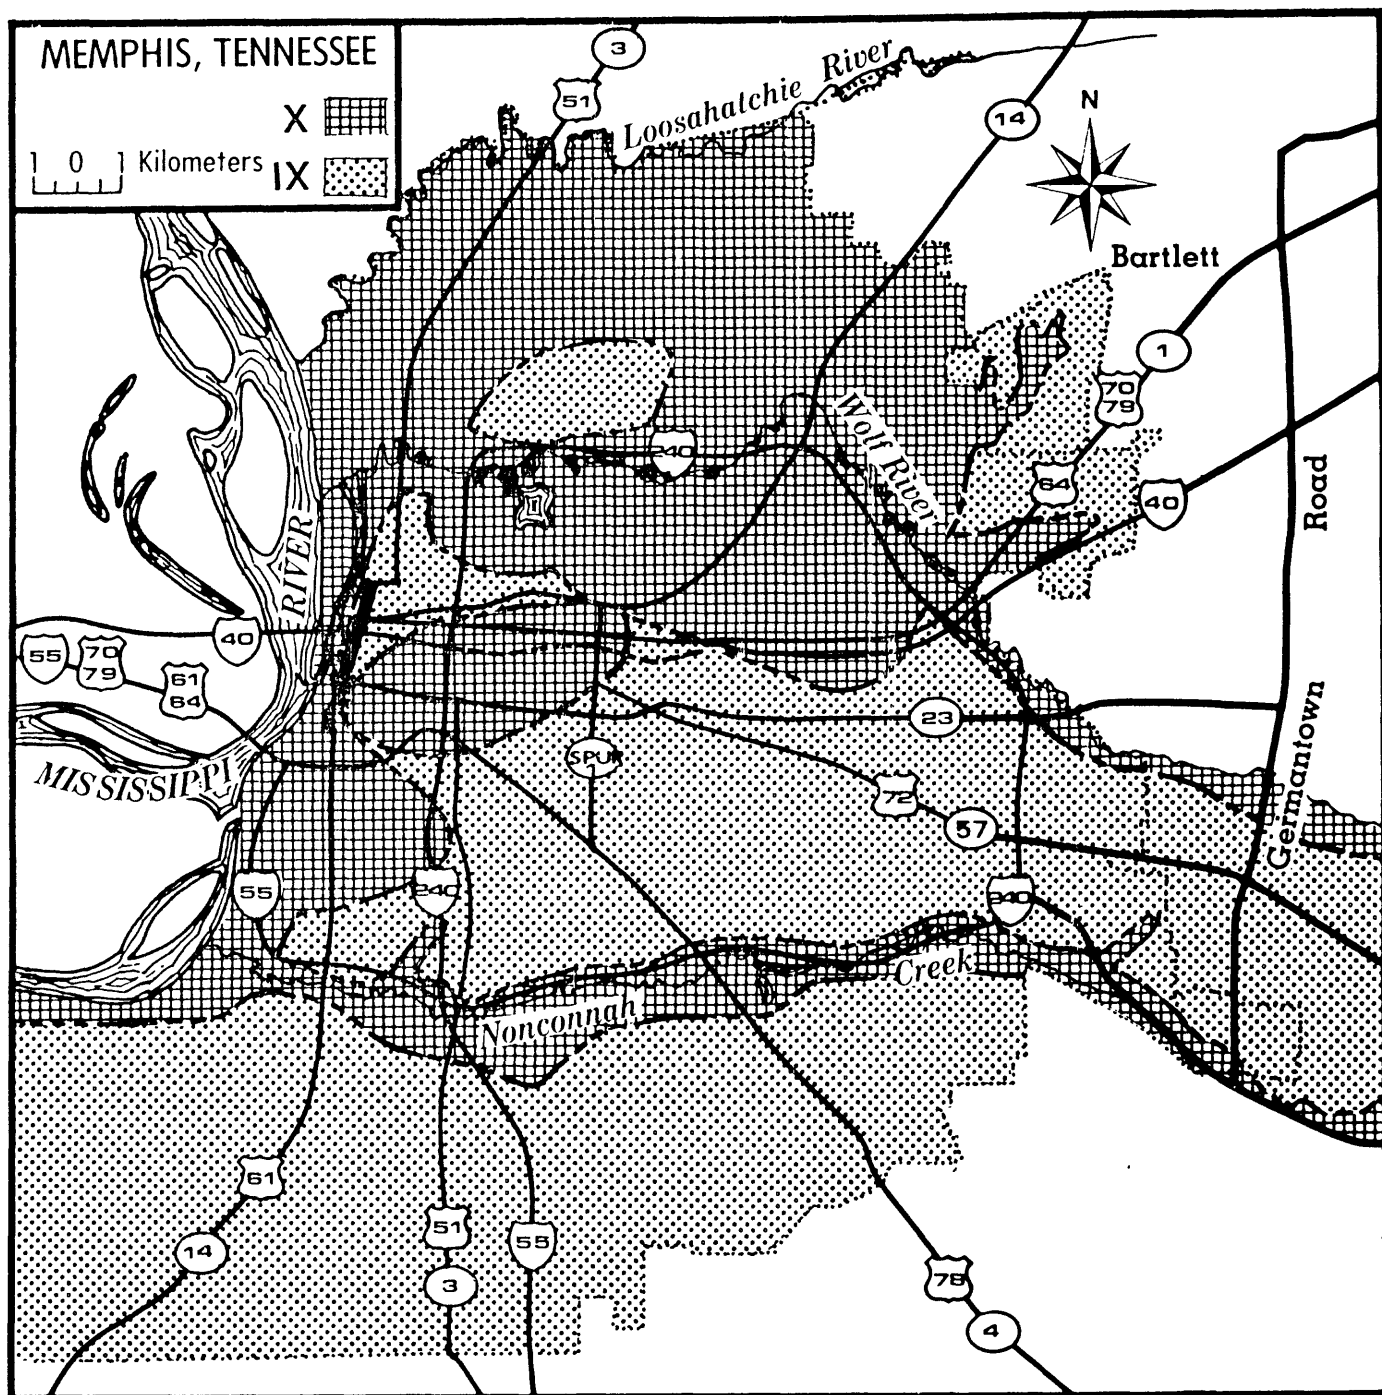 MEMPHIS, TENNESSEE
X
1 0 1 Kilometers
IX
3
51
Loosahatchie River
14
N
Bartlett
1
70
79
Wolf River
240
64
40
Road
RIVER
40
55
70
79
61
64
23
MISSISSIPPI
SPUR
72
57
Germantown
55
240
240
Creek
Nonconnah
61
51
55
14
3
78
4